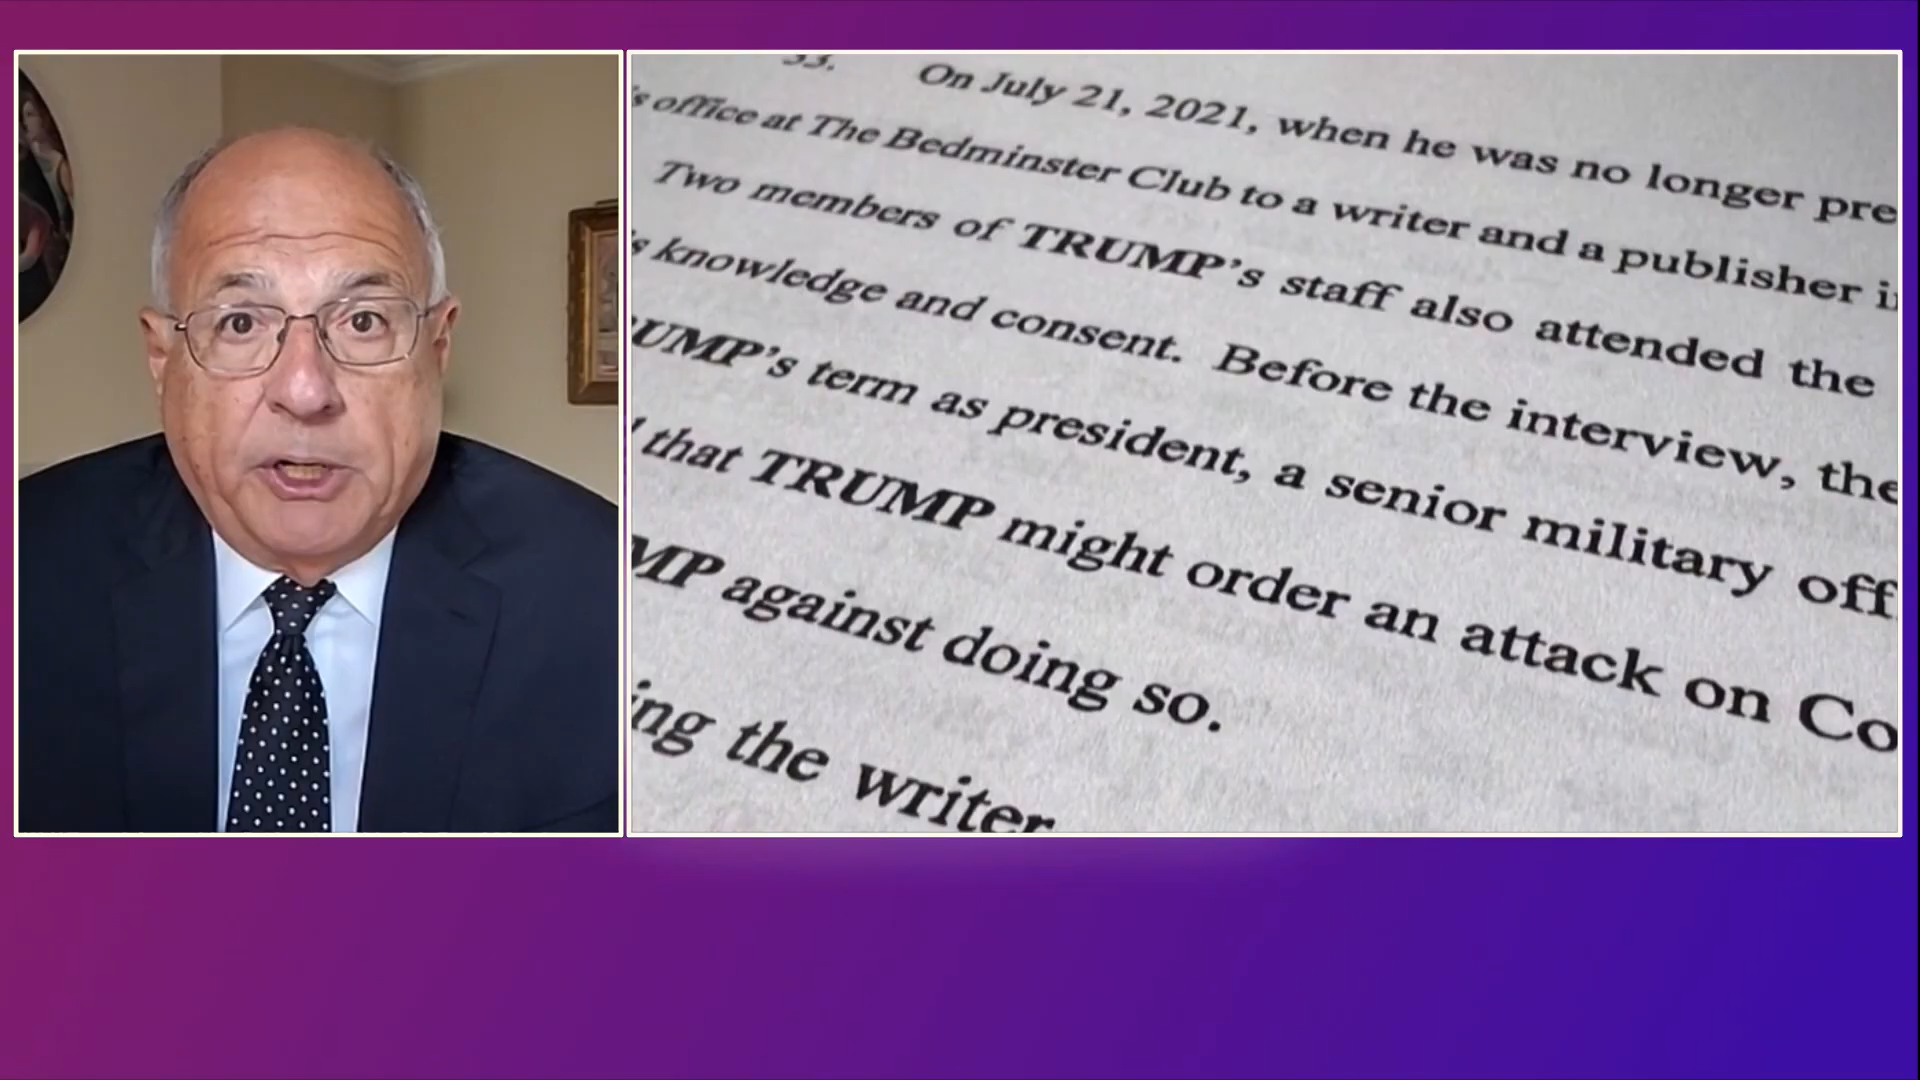 33. On July 21, 2021, when he was no longer pre
's office at The Bedminster Club to a writer and a publisher i
Two members of TRUMP's staff also attended the
's knowledge and consent. Before the interview, the
UMP's term as president, a senior military off
that TRUMP might order an attack on Co
MP against doing so.
ing the writer